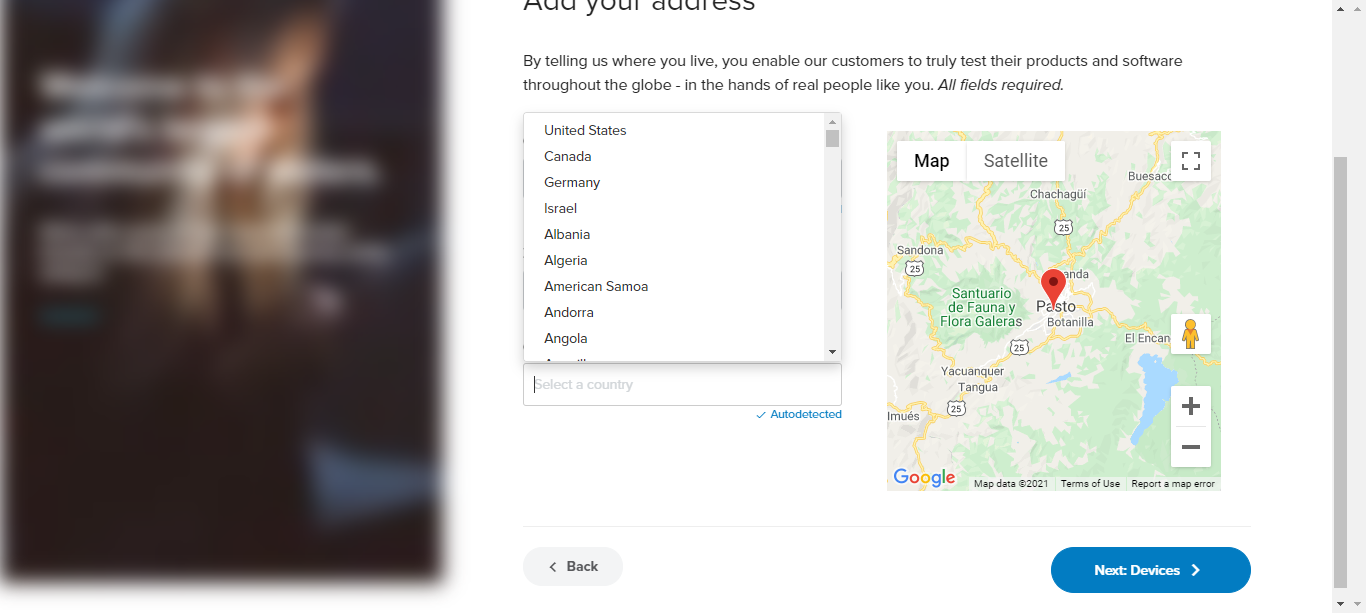 Add your address
By telling us where you live, you enable our customers to truly test their products and software
throughout the globe - in the hands of real people like you. All fields required.
United States
Canada
Germany
Israel
Albania
Algeria
American Samoa
Andorra
Angola
Select a country
Autodetected
Map
Satellite
Buesaco
Chachagüí
25
Sandona
25
anda
Santuario
de Fauna y
Flora Galeras
Pasto
Botanilla
El Encan
25
Yacuanquer
Tangua
25
Imués
Google
Map data ©2021
Terms of Use
Report a map error
Back
Next: Devices